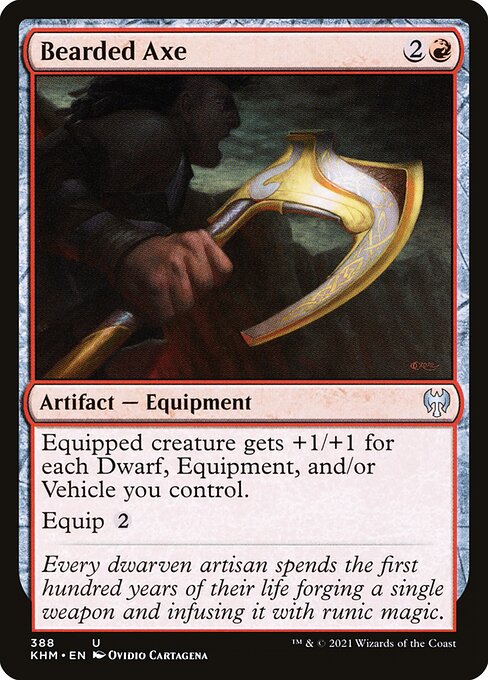 Bearded Axe 2
Artifact — Equipment
Equipped creature gets +1/+1 for
each Dwarf, Equipment, and/or
Vehicle you control.
Equip 2
Every dwarven artisan spends the first
hundred years of their life forging a single
weapon and infusing it with runic magic.
388 U
KHM • EN Ovidio Cartagena
™ & © 2021 Wizards of the Coast